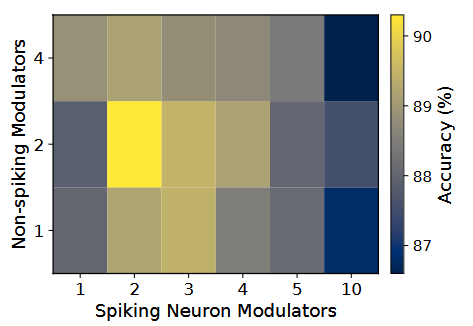 Non-spiking Modulators
4
2
1
1 2 3 4 5 10
Spiking Neuron Modulators
90
89
88
87
Accuracy (%)